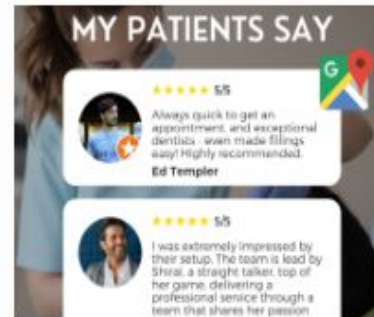 MY PATIENTS SAY
G
5/5
Always quick to get an
appointment, and exceptional
dentists - even made fillings
easy! Highly recommended.
Ed Templer
5/5
I was extremely impressed by
their setup. The team is lead by
Shiral, a straight talker, top of
her game, delivering a
professional service through a
team that shares her passion